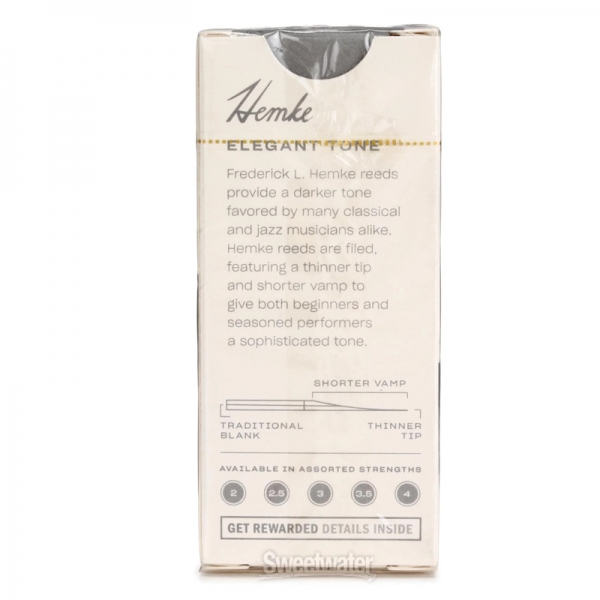 Hemke
ELEGANT TONE
Frederick L. Hemke reeds
provide a darker tone
favored by many classical
and jazz musicians alike.
Hemke reeds are filed,
featuring a thinner tip
and shorter vamp to
give both beginners and
seasoned performers
a sophisticated tone.
SHORTER VAMP
TRADITIONAL BLANK
THINNER TIP
AVAILABLE IN ASSORTED STRENGTHS
2 2.5 3 3.5 4
GET REWARDED DETAILS INSIDE
Sweetwater